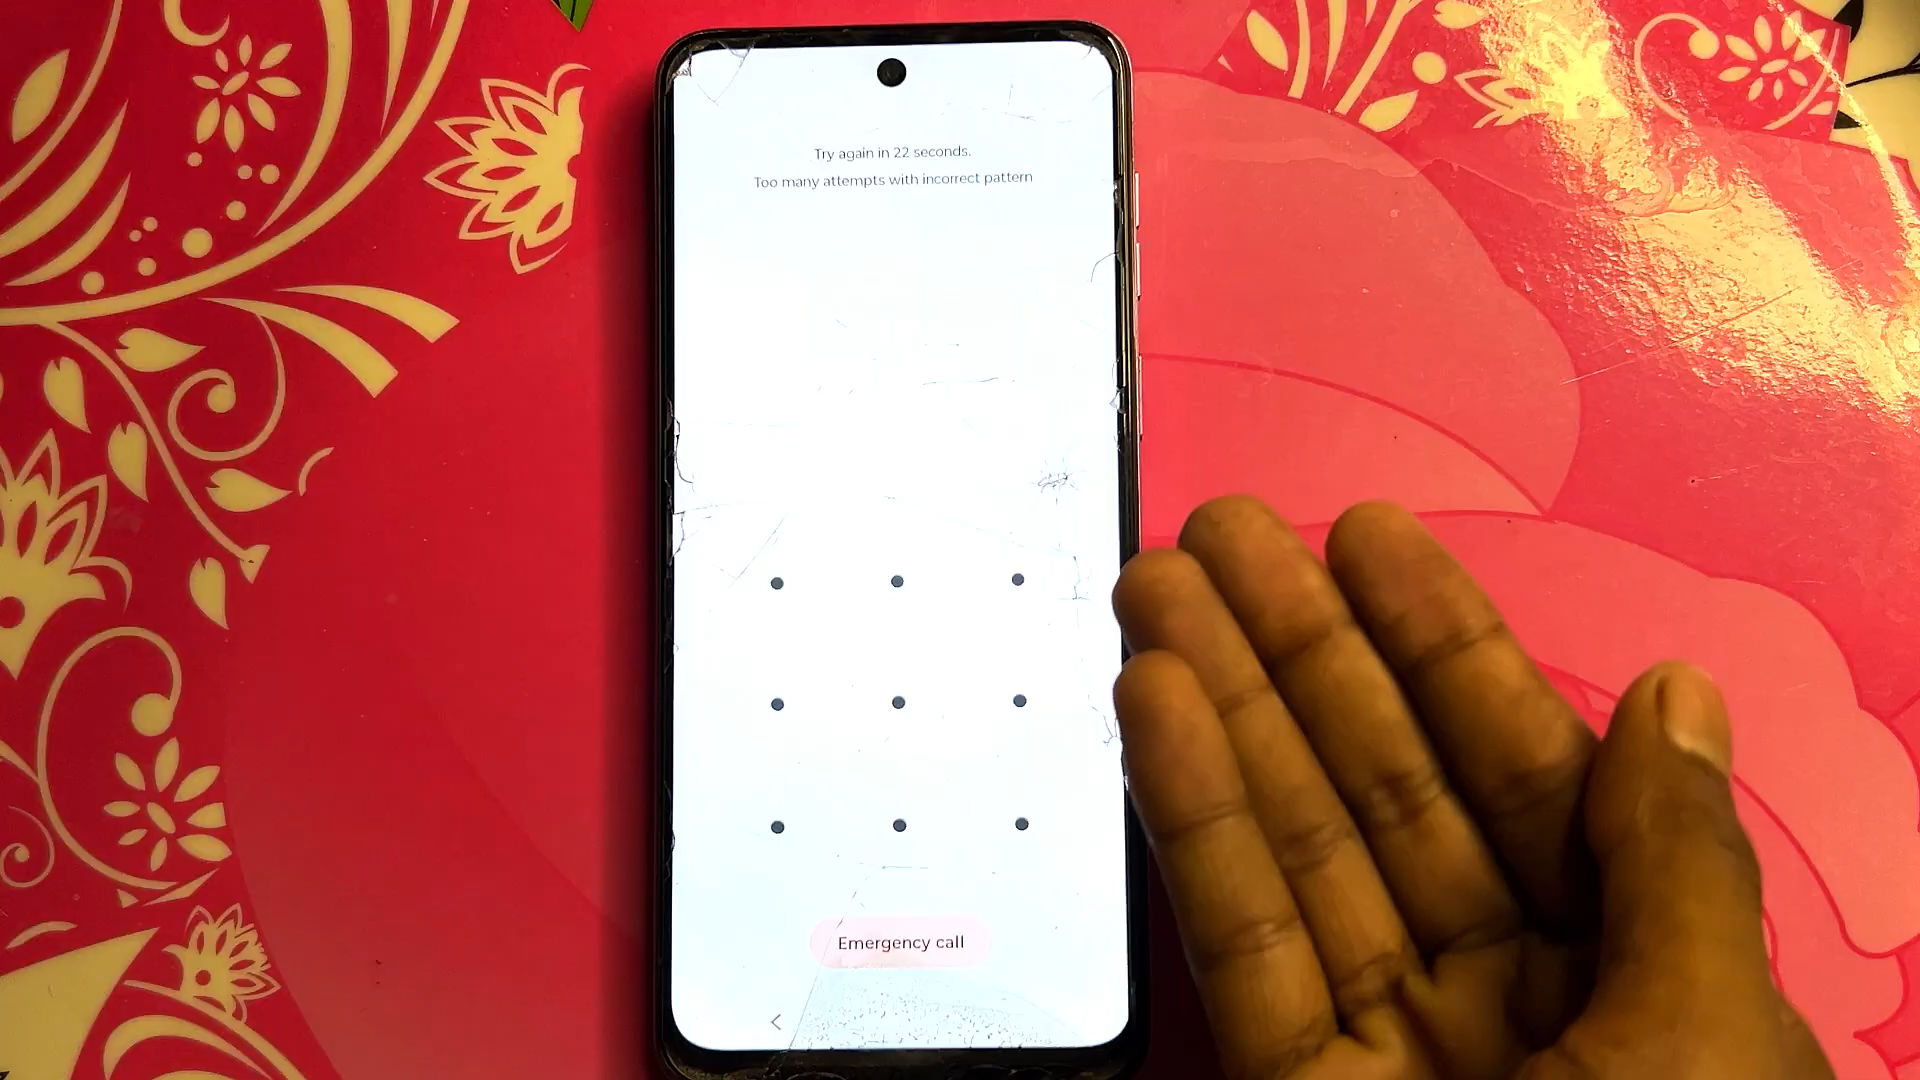 Try again in 22 seconds.
Too many attempts with incorrect pattern
Emergency call